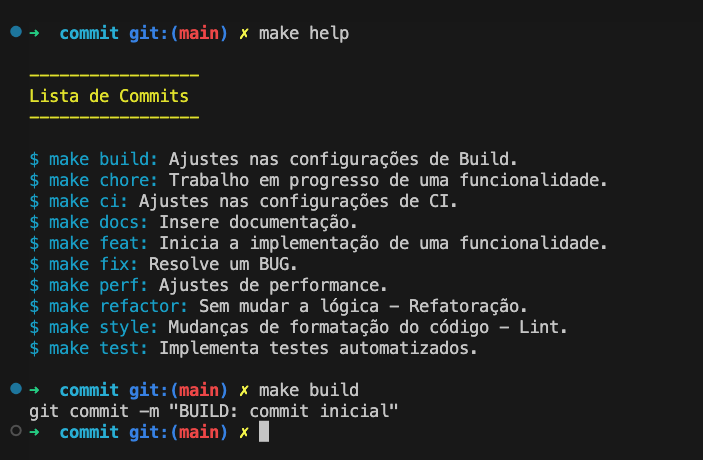 ➜  commit git:(main) ✗ make help
-----------------
Lista de Commits
-----------------
$ make build: Ajustes nas configurações de Build.
$ make chore: Trabalho em progresso de uma funcionalidade.
$ make ci: Ajustes nas configurações de CI.
$ make docs: Insere documentação.
$ make feat: Inicia a implementação de uma funcionalidade.
$ make fix: Resolve um BUG.
$ make perf: Ajustes de performance.
$ make refactor: Sem mudar a lógica - Refatoração.
$ make style: Mudanças de formatação do código - Lint.
$ make test: Implementa testes automatizados.
➜  commit git:(main) ✗ make build
git commit -m "BUILD: commit inicial"
➜  commit git:(main) ✗